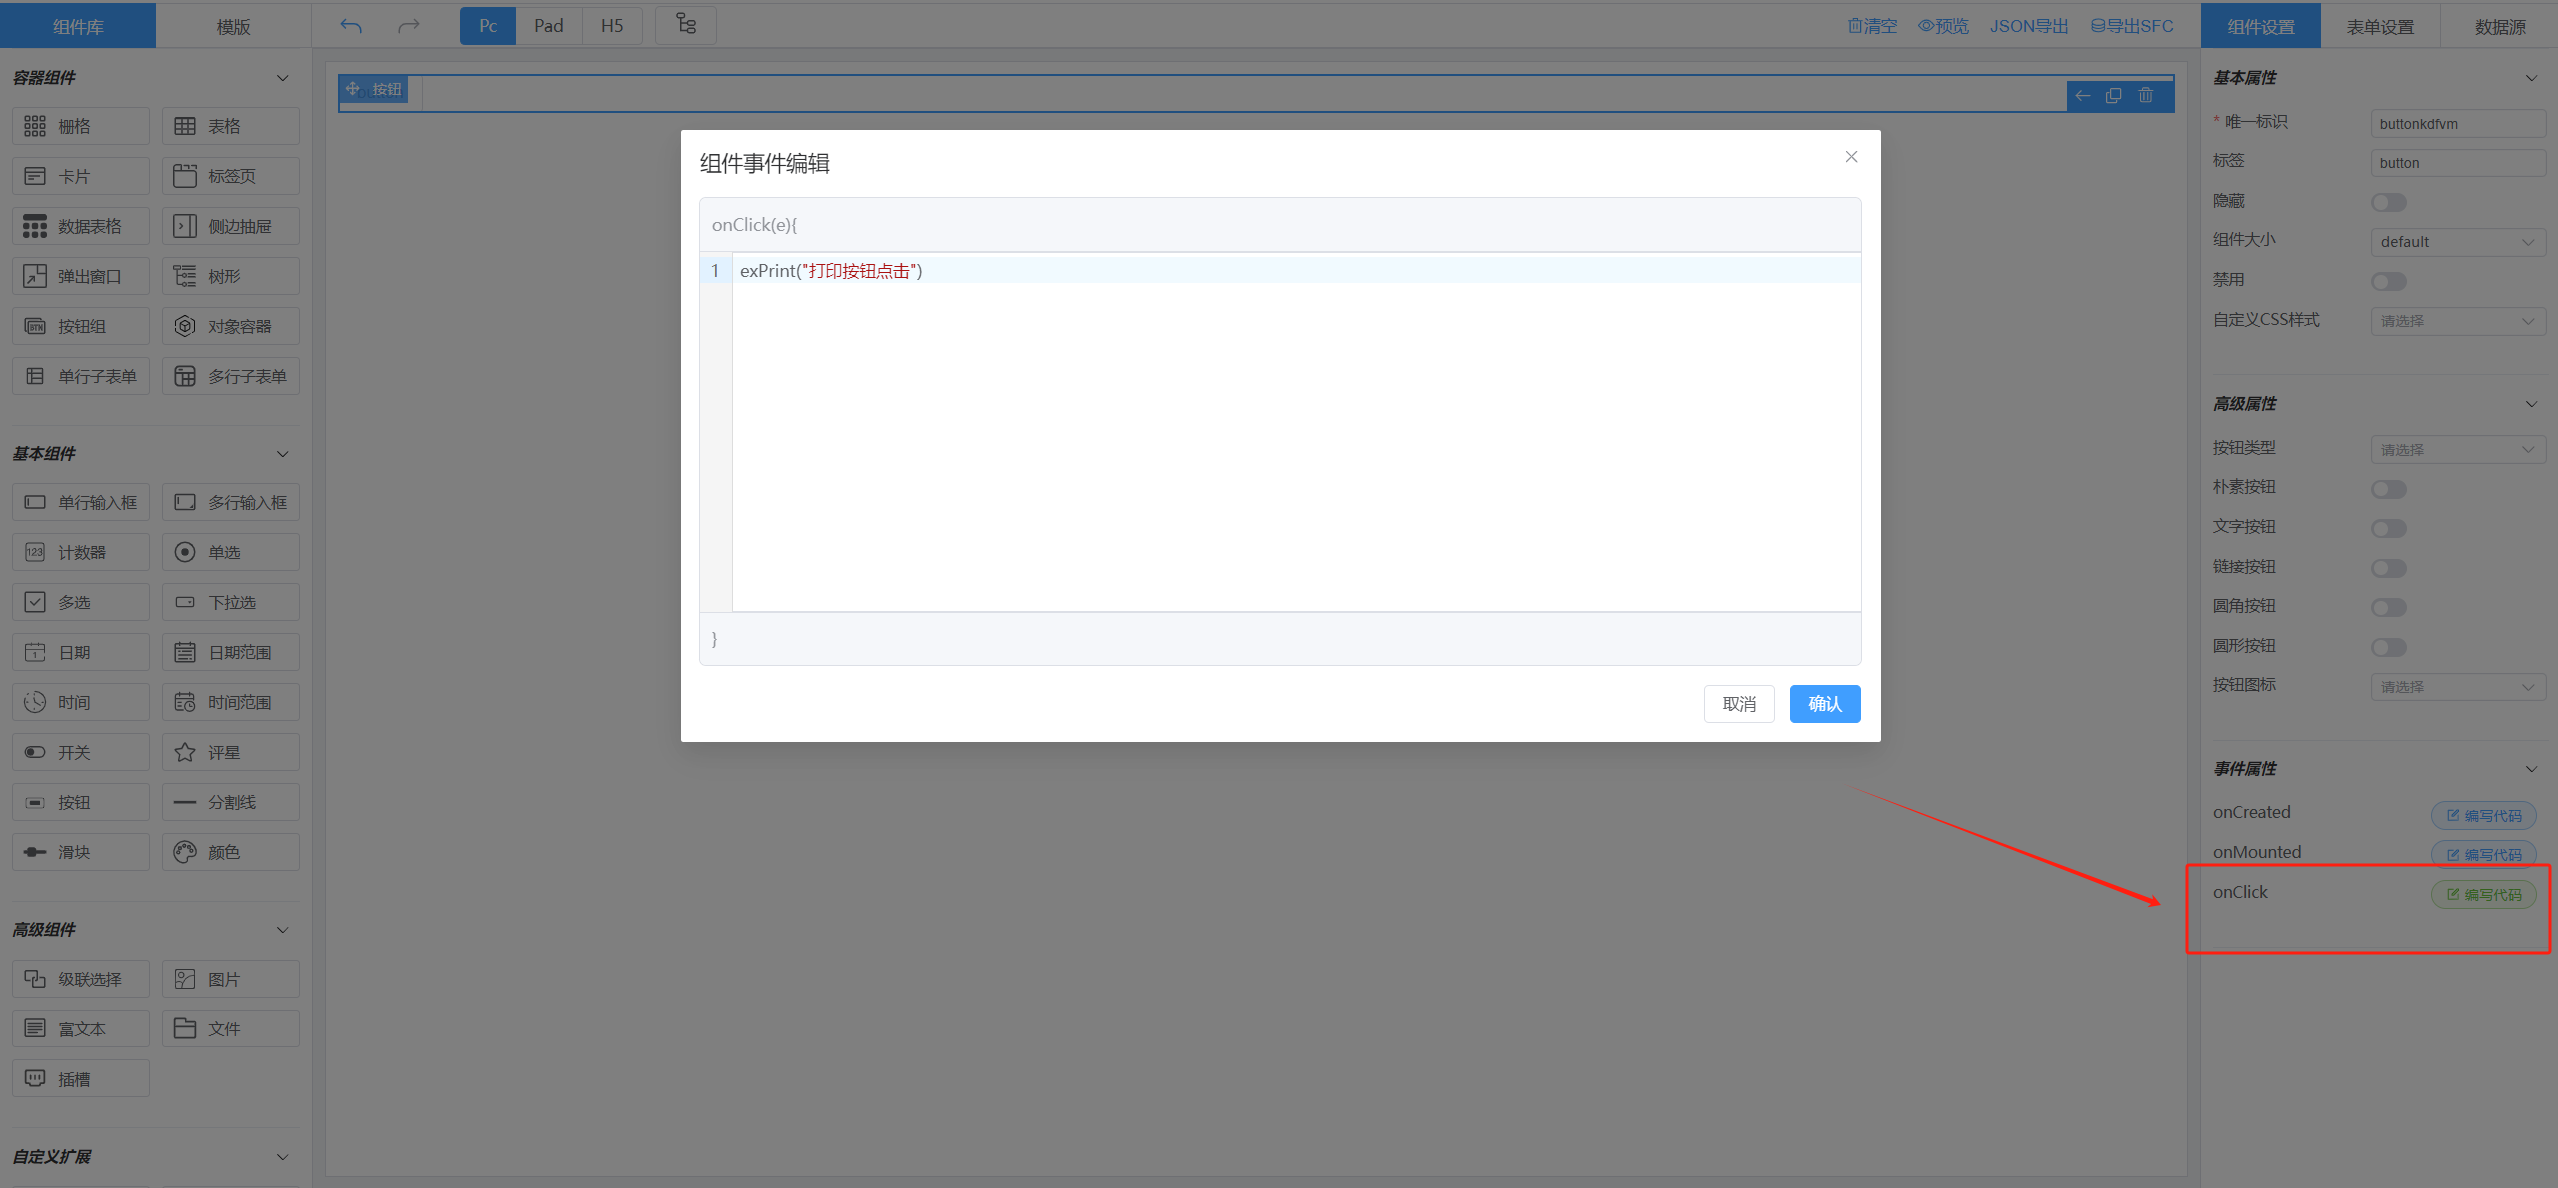 组件库
模版
Pc
Pad
H5
清空
预览
JSON导出
导出SFC
组件设置
表单设置
数据源
容器组件
栅格
表格
卡片
标签页
数据表格
侧边抽屉
弹出窗口
树形
按钮组
BTN
对象容器
单行子表单
多行子表单
基本组件
单行输入框
多行输入框
123
计数器
单选
多选
下拉选
1
日期
日期范围
时间
时间范围
开关
评星
按钮
分割线
滑块
颜色
高级组件
级联选择
图片
富文本
文件
插槽
自定义扩展
按钮
组件事件编辑
onClick(e){
1
exPrint("打印按钮点击")
}
取消
确认
基本属性
* 唯一标识
buttonkdfvm
标签
button
隐藏
组件大小
default
禁用
自定义CSS样式
请选择
高级属性
按钮类型
请选择
朴素按钮
文字按钮
链接按钮
圆角按钮
圆形按钮
按钮图标
请选择
事件属性
onCreated
编写代码
onMounted
编写代码
onClick
编写代码